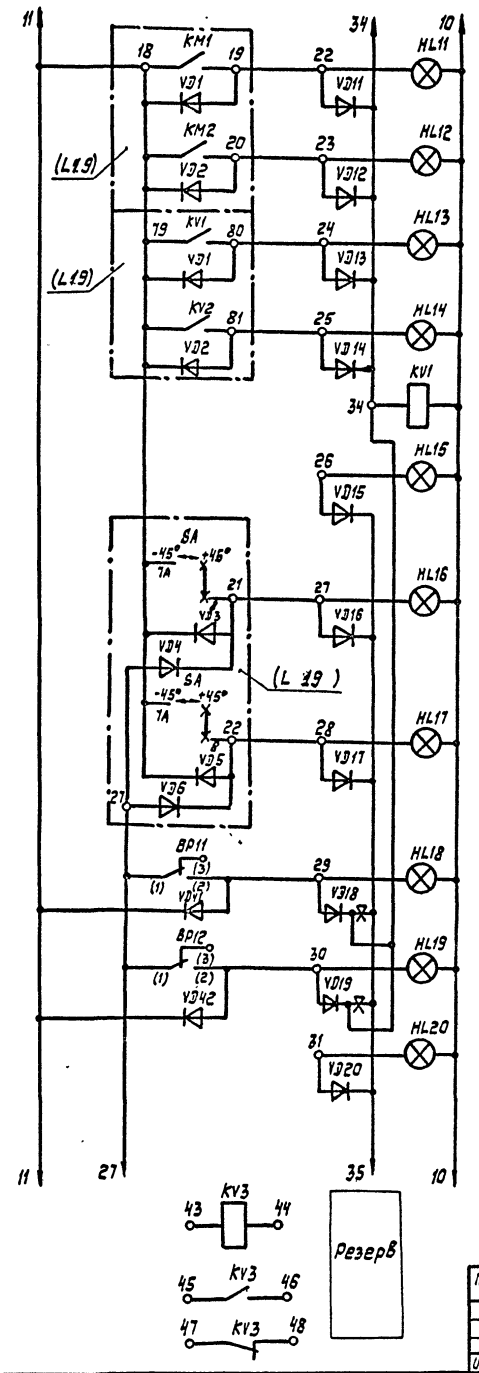 11
34
10
18
KM1
19
22
HL11
VD1
VD11
KM2
20
23
HL12
(L19)
VD2
VD12
79
KV1
80
24
HL13
(L19)
VD1
VD13
KV2
81
25
HL14
VD2
VD14
34
KV1
26
HL15
VD15
SA
-45° +45°
7A
21
27
HL16
VD3
VD16
VD4
SA
(L 19)
-45° +45°
7A
8
22
28
HL17
VD5
VD17
27
VD6
BP11
(3)
(1) (2)
29
HL18
VD41
VD18
BP12
(3)
(1) (2)
30
HL19
VD42
VD19
31
HL20
VD20
11
27
35
10
43
KV3
44
Резерв
45
KV3
46
47
KV3
48